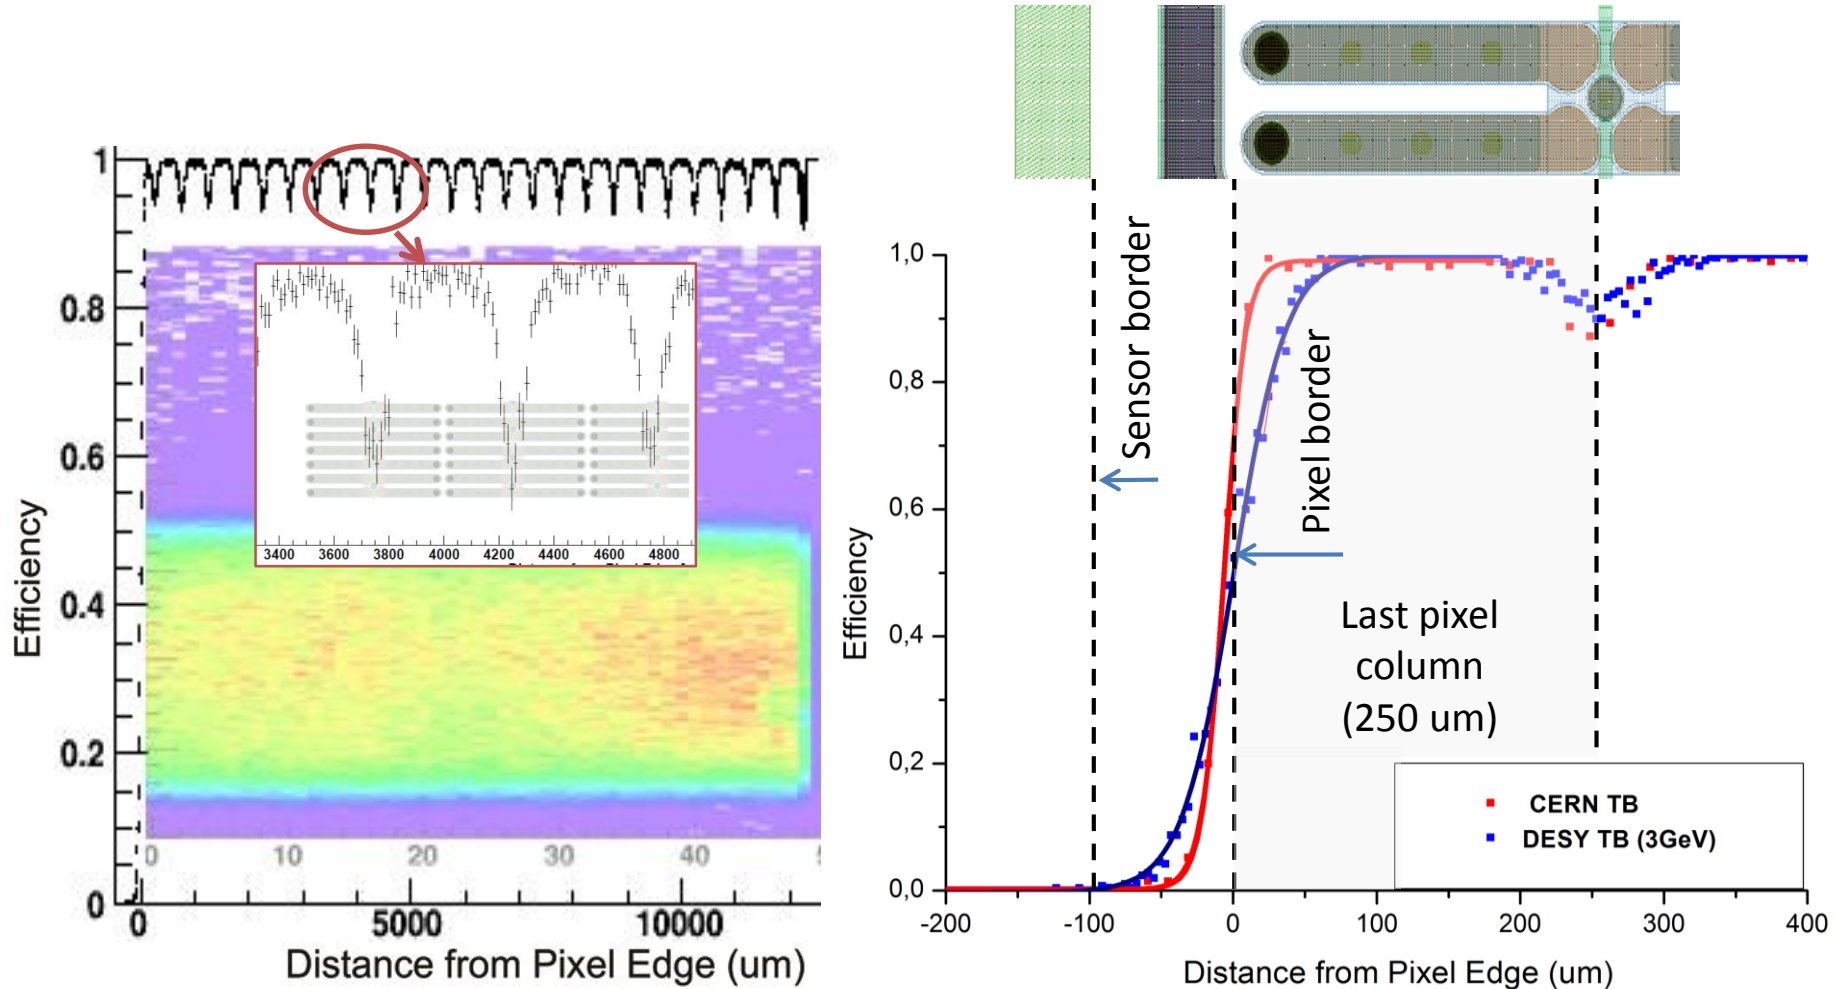 1
0.8
0.6
0.4
0.2
0
Efficiency
3400 3600 3800 4000 4200 4400 4600 4800
0 10 20 30 40
0 5000 10000
Distance from Pixel Edge (um)
Sensor border
Pixel border
Last pixel
column
(250 um)
1.0
0,8
0,6
0,4
0,2
0,0
Efficiency
CERN TB
DESY TB (3GeV)
-200 -100 0 100 200 300 400
Distance from Pixel Edge (um)